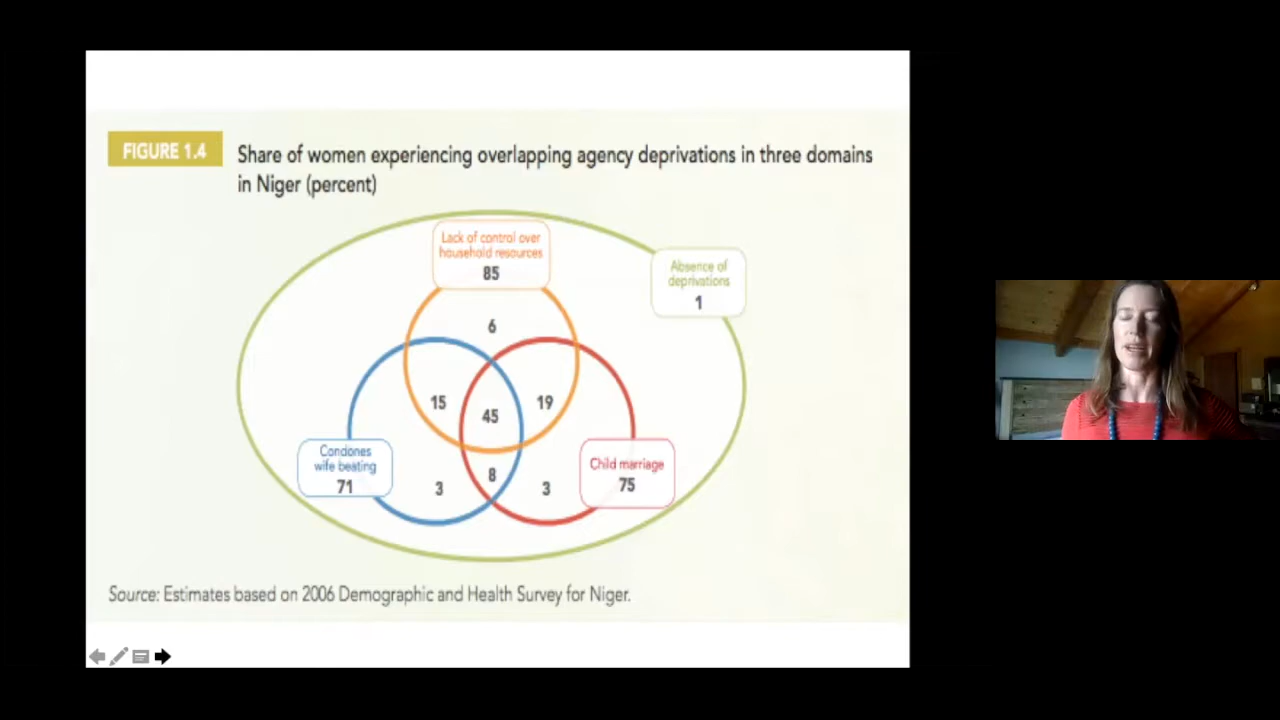 FIGURE 1.4
Share of women experiencing overlapping agency deprivations in three domains
in Niger (percent)
Lack of control over
household resources
85
Absence of
deprivations
1
6
15
45
19
Condones
wife beating
71
3
8
3
Child marriage
75
Source: Estimates based on 2006 Demographic and Health Survey for Niger.